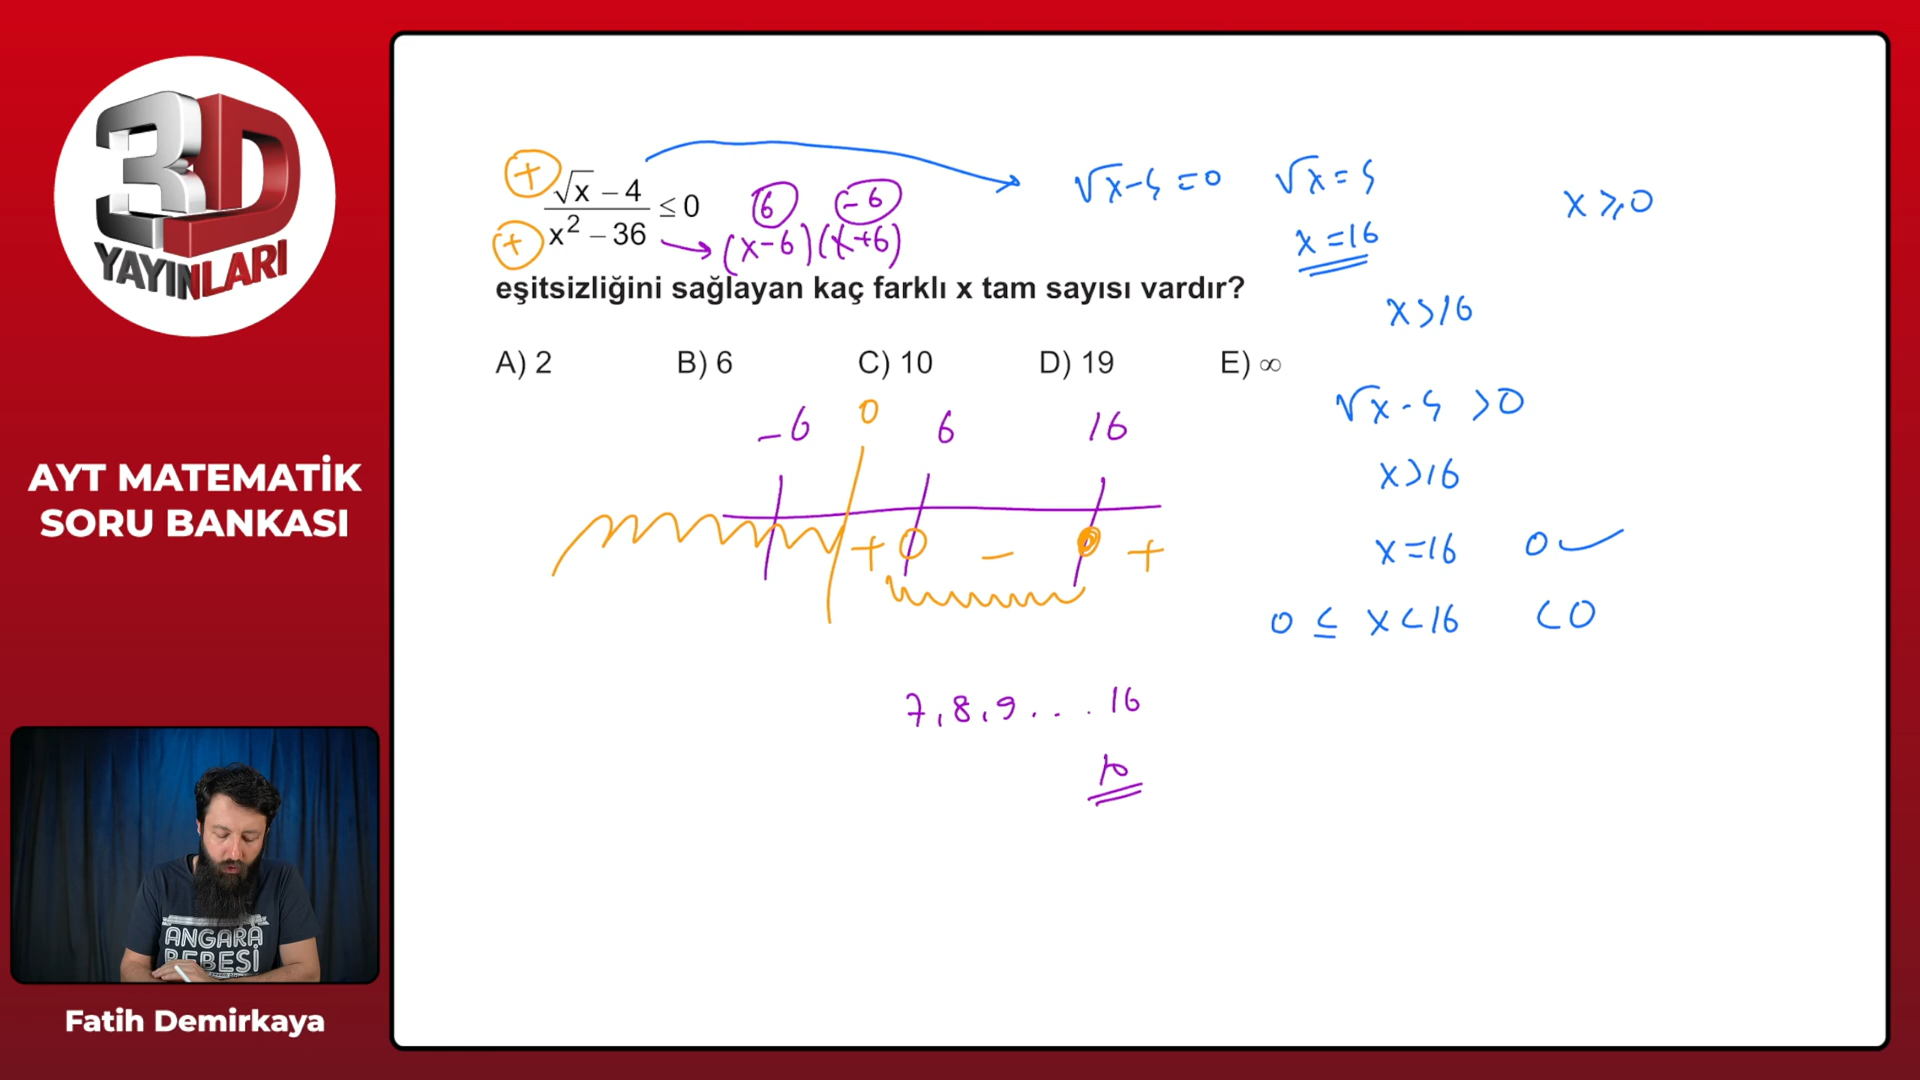 3D
YAYINLARI
AYT MATEMATİK
SORU BANKASI
ANGARA
BEBESİ
Fatih Demirkaya
+ √x – 4 / x² – 36 ≤ 0
+
6 –6
→ (x–6)(x+6)
√x–4 = 0 √x = 4
x = 16
x ≥ 0
eşitsizliğini sağlayan kaç farklı x tam sayısı vardır?
x > 16
A) 2 B) 6 C) 10 D) 19 E) ∞
√x – 4 > 0
–6 0 6 16
x > 16
+ – +
x = 16 0 ✓
0 ≤ x < 16 < 0
7, 8, 9 . . . . 16
10